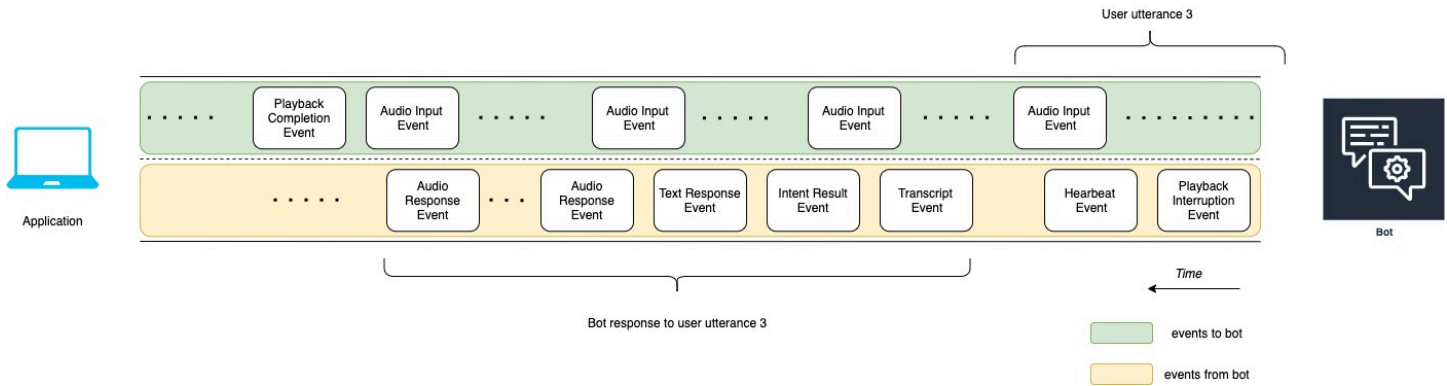 User utterance 3
Playback
Completion
Event
Audio Input
Event
Audio Input
Event
Audio Input
Event
Audio Input
Event
Application
Audio
Response
Event
Audio
Response
Event
Text Response
Event
Intent Result
Event
Transcript
Event
Hearbeat
Event
Playback
Interruption
Event
Bot
Time
Bot response to user utterance 3
events to bot
events from bot